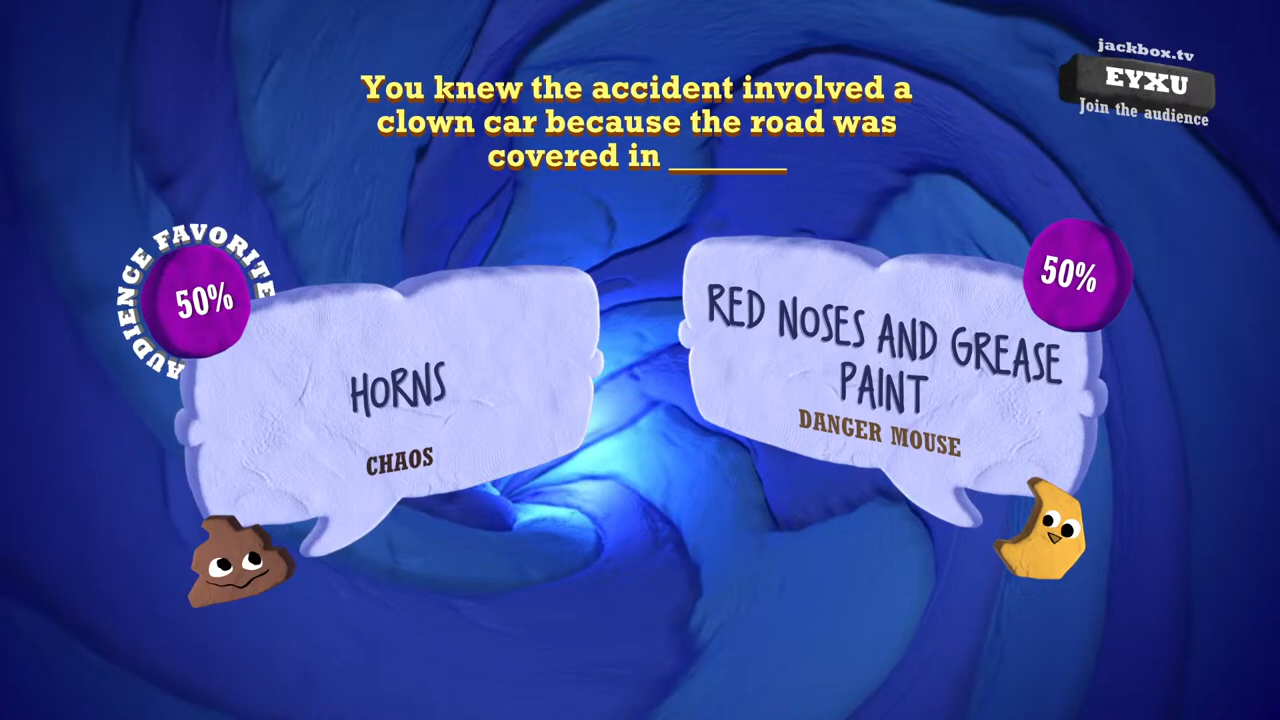 jackbox.tv
EYXU
Join the audience
You knew the accident involved a
clown car because the road was
covered in ________
AUDIENCE FAVORITE
50%
HORNS
CHAOS
50%
RED NOSES AND GREASE
PAINT
DANGER MOUSE